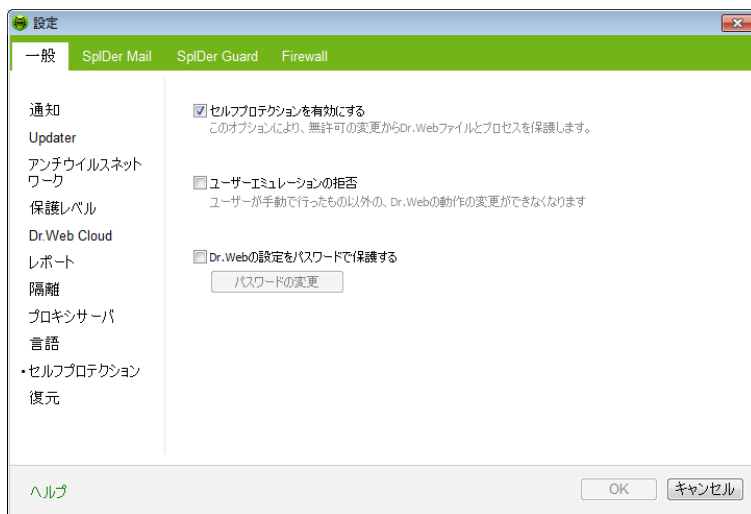 設定
一般 SpIDer Mail SpIDer Guard Firewall
通知
Updater
アンチウイルスネット
ワーク
保護レベル
Dr.Web Cloud
レポート
隔離
プロキシサーバ
言語
・セルフプロテクション
復元
セルフプロテクションを有効にする
このオプションにより、無許可の変更からDr.Webファイルとプロセスを保護します。
ユーザーエミュレーションの拒否
ユーザーが手動で行ったもの以外の、Dr.Webの動作の変更ができなくなります
Dr.Webの設定をパスワードで保護する
パスワードの変更
ヘルプ
OK キャンセル